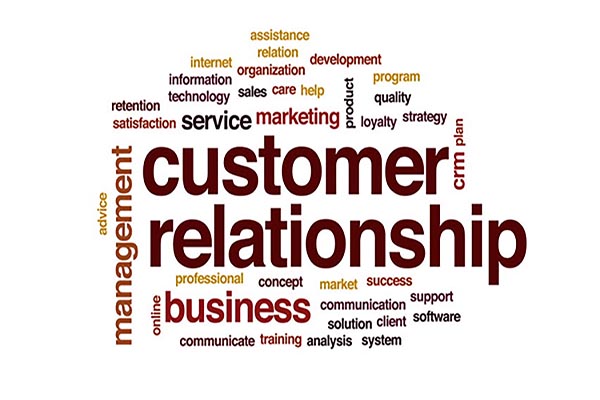 assistance
relation
internet
development
organization
information
program
technology
sales
care
help
product
quality
retention
satisfaction
service
marketing
loyalty
strategy
plan
crm
customer
relationship
management
advice
professional
concept
market
success
online
business
communication
support
solution
client
software
communicate
training
analysis
system